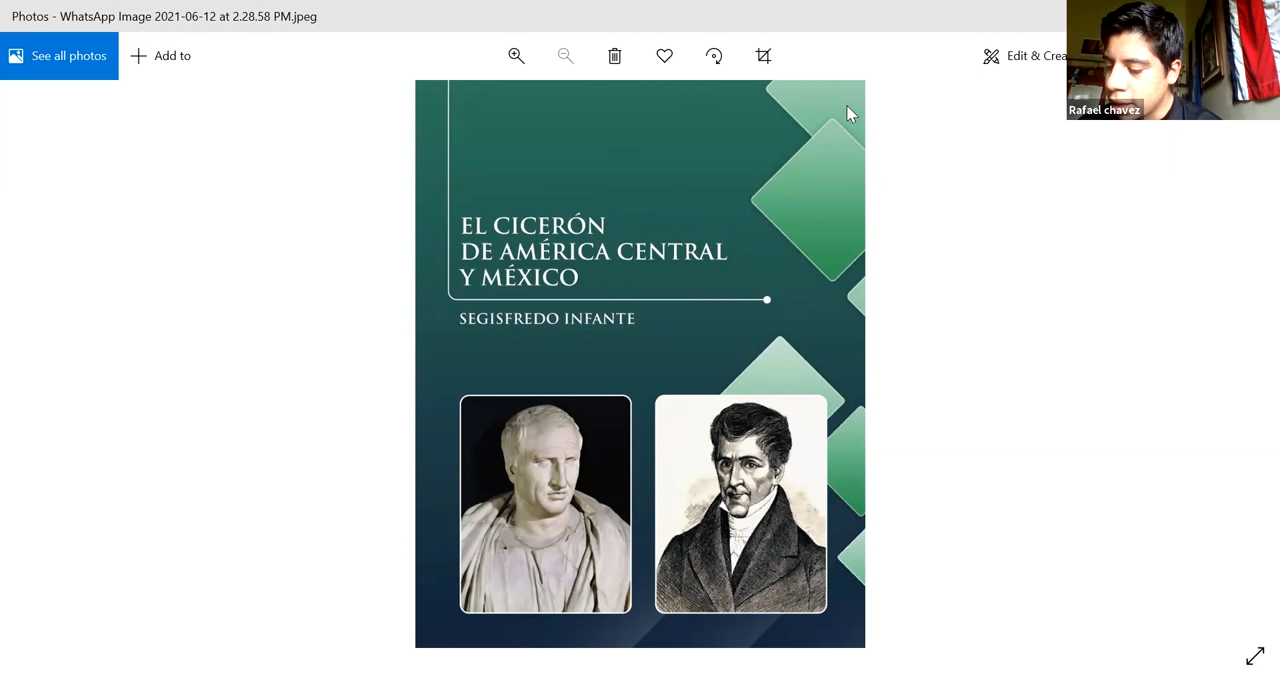 Photos - WhatsApp Image 2021-06-12 at 2.28.58 PM.jpeg
See all photos
Add to
Edit & Crea
Rafael chavez
EL CICERÓN
DE AMÉRICA CENTRAL
Y MÉXICO
SEGISFREDO INFANTE